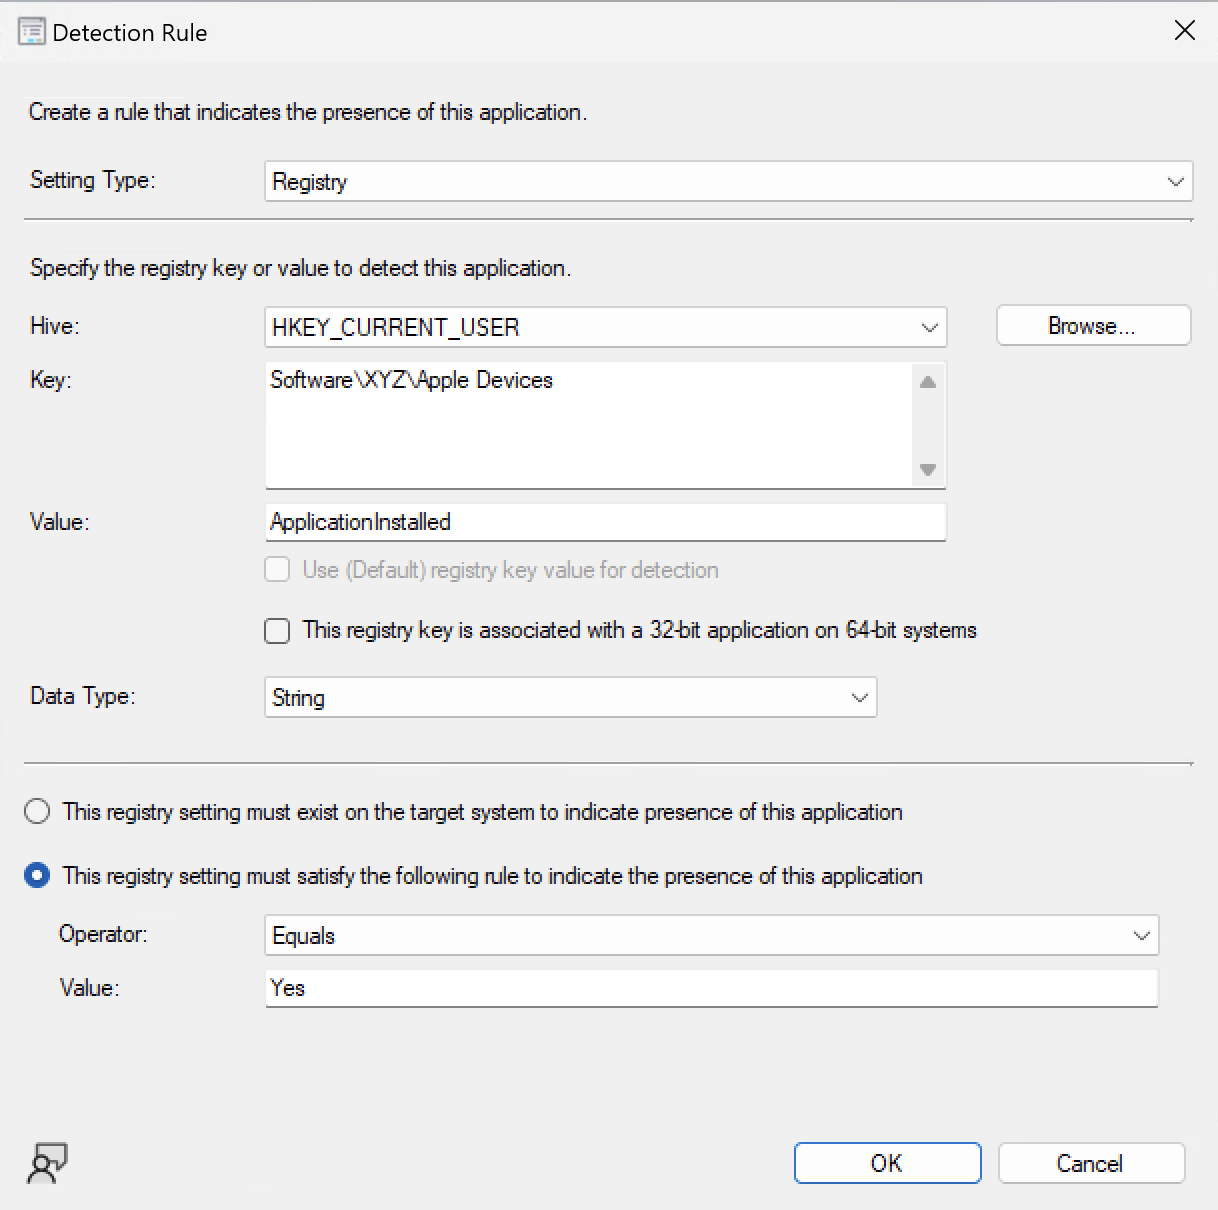 Detection Rule
Create a rule that indicates the presence of this application.
Setting Type: Registry
Specify the registry key or value to detect this application.
Hive: HKEY_CURRENT_USER Browse...
Key: Software\XYZ\Apple Devices
Value: ApplicationInstalled
Use (Default) registry key value for detection
This registry key is associated with a 32-bit application on 64-bit systems
Data Type: String
This registry setting must exist on the target system to indicate presence of this application
This registry setting must satisfy the following rule to indicate the presence of this application
Operator: Equals
Value: Yes
OK Cancel